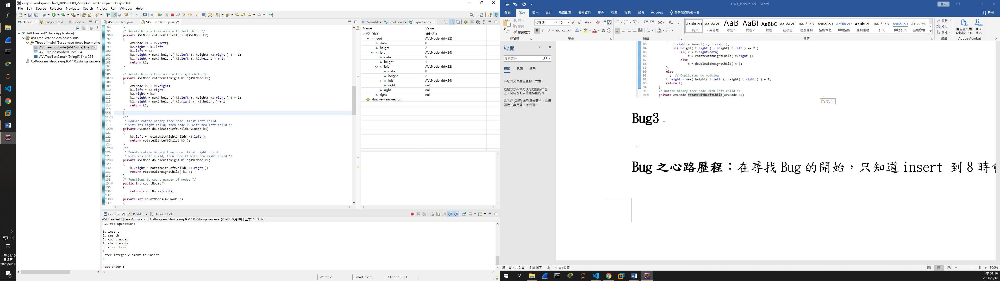 eclipse-workspace - hw1_109525009_2/src/AVLTreeTest2.java - Eclipse IDE
File Edit Source Refactor Navigate Search Project Run Window Help
Debug Project Expl... Servers
AVLTreeTest2 [Java Application]
AVLTreeTest2 at localhost:58685
Thread [main] (Suspended (entry into metho
AVLTree.postorder(AVLNode) line: 208
AVLTree.postorder() line: 204
AVLTreeTest2.main(String[]) line: 265
C:\Program Files\Java\jdk-14.0.2\bin\javaw.exe
AVLTreeTest.java *AVLTreeTest2.java
94 }
95 /* Rotate binary tree node with left child */
96 private AVLNode rotateWithLeftChild(AVLNode k2)
97 {
98 AVLNode k1 = k2.left;
99 k2.right = k1.left;
100 k1.left = k2;
101 k2.height = max( height( k2.left ), height( k2.right ) ) + 1;
102 k1.height = max( height( k1.left ), k2.height ) + 1;
103 return k1;
104 }
105
106 /* Rotate binary tree node with right child */
107 private AVLNode rotateWithRightChild(AVLNode k1)
108 {
109 AVLNode k2 = k1.right;
110 k1.left = k2.right;
111 k2.right = k1;
112 k1.height = max( height( k1.left ), height( k1.right ) ) + 1;
113 k2.height = max( height( k2.right ), k1.height ) + 1;
114 return k2;
115 }
116
117 /**
118 * Double rotate binary tree node: first left child
119 * with its right child; then node k3 with new left child */
120 private AVLNode doubleWithLeftChild(AVLNode k3)
121 {
122 k3.left = rotateWithRightChild( k3.left );
123 return rotateWithLeftChild( k3 );
124 }
125 /**
126 * Double rotate binary tree node: first right child
127 * with its left child; then node k1 with new right child */
128 private AVLNode doubleWithRightChild(AVLNode k1)
129 {
130 k1.right = rotateWithLeftChild( k1.right );
131 return rotateWithRightChild( k1 );
132 }
133 /* Functions to count number of nodes */
134 public int countNodes()
135 {
136 return countNodes(root);
137 }
138 private int countNodes(AVLNode r)
139 {
Variables Breakpoints Expressions
Name Value
"this" (id=21)
root AVLNode (id=22)
data 8
height 2
left AVLNode (id=24)
data 9
height 1
left AVLNode (id=22)
data 8
height 2
left AVLNode (id=24)
right null
right null
right null
Add new expression
Console Problems Debug Shell
AVLTreeTest2 [Java Application] C:\Program Files\Java\jdk-14.0.2\bin\javaw.exe (2020年9月18日 上午11:53:32)
AVLTree Operations
1. insert
2. search
3. count nodes
4. check empty
5. clear tree
1
Enter integer element to insert
8
Post order :
Writable Smart Insert 116 : 6 : 3053
英
下午 01:16
星期五
2020/9/18
2
HW1_109525009 - Word
登入
檔案 常用 插入 設計 版面配置 參考資料 郵件 校閱 檢視 說明 Acrobat 告訴我您想做什麼 共用
貼上 剪下 複製 複製格式
標楷體 10
剪貼簿 字型 段落 樣式 編輯 Adobe Acrobat
AaBbCcD AaBbCcD AaB AaBl AaBbC AaBbCcD AaBbCcD AaBbCcD AaBbCcD AaBbCcD AaBbCcD AaBbCcD AaBbCcD
內文 無間距 標題 1 標題 2 標題 副標題 區別強調 強調斜體 鮮明強調 強調粗體 引文 鮮明引文 區別參考
尋找 取代 選取
建立並共用 Adobe PDF
請求 簽名
導覽
搜尋文件
標題 頁面 結果
為您的文件建立互動式大綱。
這種方法非常方便您追蹤所在位
置，同時也可以快速移動內容。
請先從 [常用] 索引標籤著手，將標
題樣式套用至文件標題。
83 t.right = insert( x, t.right );
84 if( height( t.right ) - height( t.left ) == 2 )
85 if( x > t.right.data)
86 t = rotateWithRightChild( t.right );
87 else
88 t = doubleWithRightChild( t );
89 }
90 else
91 ; // Duplicate; do nothing
92 t.height = max( height( t.left ), height( t.right ) ) + 1;
93 return t;
94 }
95 /* Rotate binary tree node with left child */
96 private AVLNode rotateWithLeftChild(AVLNode k2)
(Ctrl)
Bug3
Bug 之心路歷程：在尋找 Bug 的開始，只知道 insert 到 8 時
第 1 頁，共 2 頁 210 個字 中文 (台灣) 390%
下午 01:16
2020/9/18